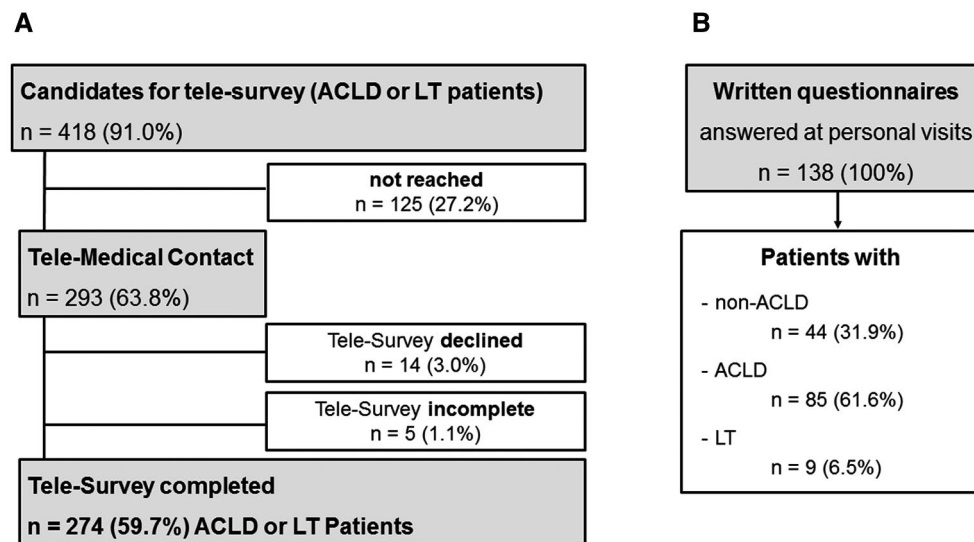 A
Candidates for tele-survey (ACLD or LT patients)
n = 418 (91.0%)
not reached
n = 125 (27.2%)
Tele-Medical Contact
n = 293 (63.8%)
Tele-Survey declined
n = 14 (3.0%)
Tele-Survey incomplete
n = 5 (1.1%)
Tele-Survey completed
n = 274 (59.7%) ACLD or LT Patients
B
Written questionnaires
answered at personal visits
n = 138 (100%)
Patients with
- non-ACLD
n = 44 (31.9%)
- ACLD
n = 85 (61.6%)
- LT
n = 9 (6.5%)